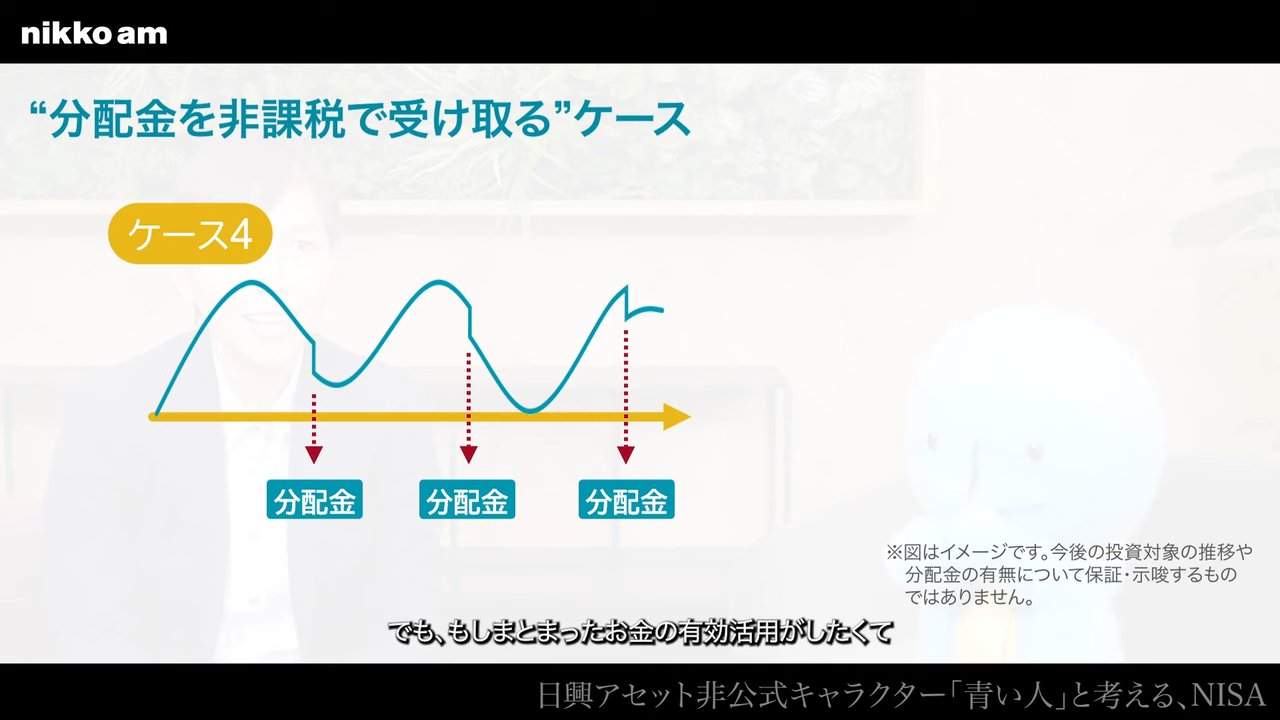 nikko am
“分配金を非課税で受け取る”ケース
ケース4
分配金
分配金
分配金
※図はイメージです。今後の投資対象の推移や
分配金の有無について保証・示唆するもの
ではありません。
でも、もしまとまったお金の有効活用がしたくて
日興アセット非公式キャラクター「青い人」と考える、NISA